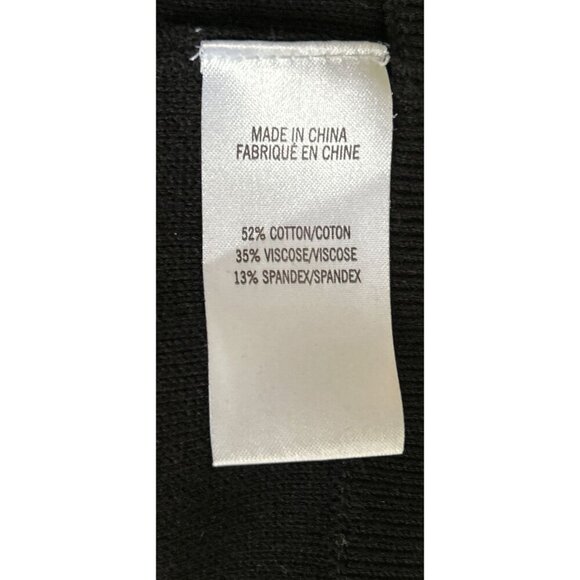 MADE IN CHINA
FABRIQUÉ EN CHINE
52% COTTON/COTON
35% VISCOSE/VISCOSE
13% SPANDEX/SPANDEX